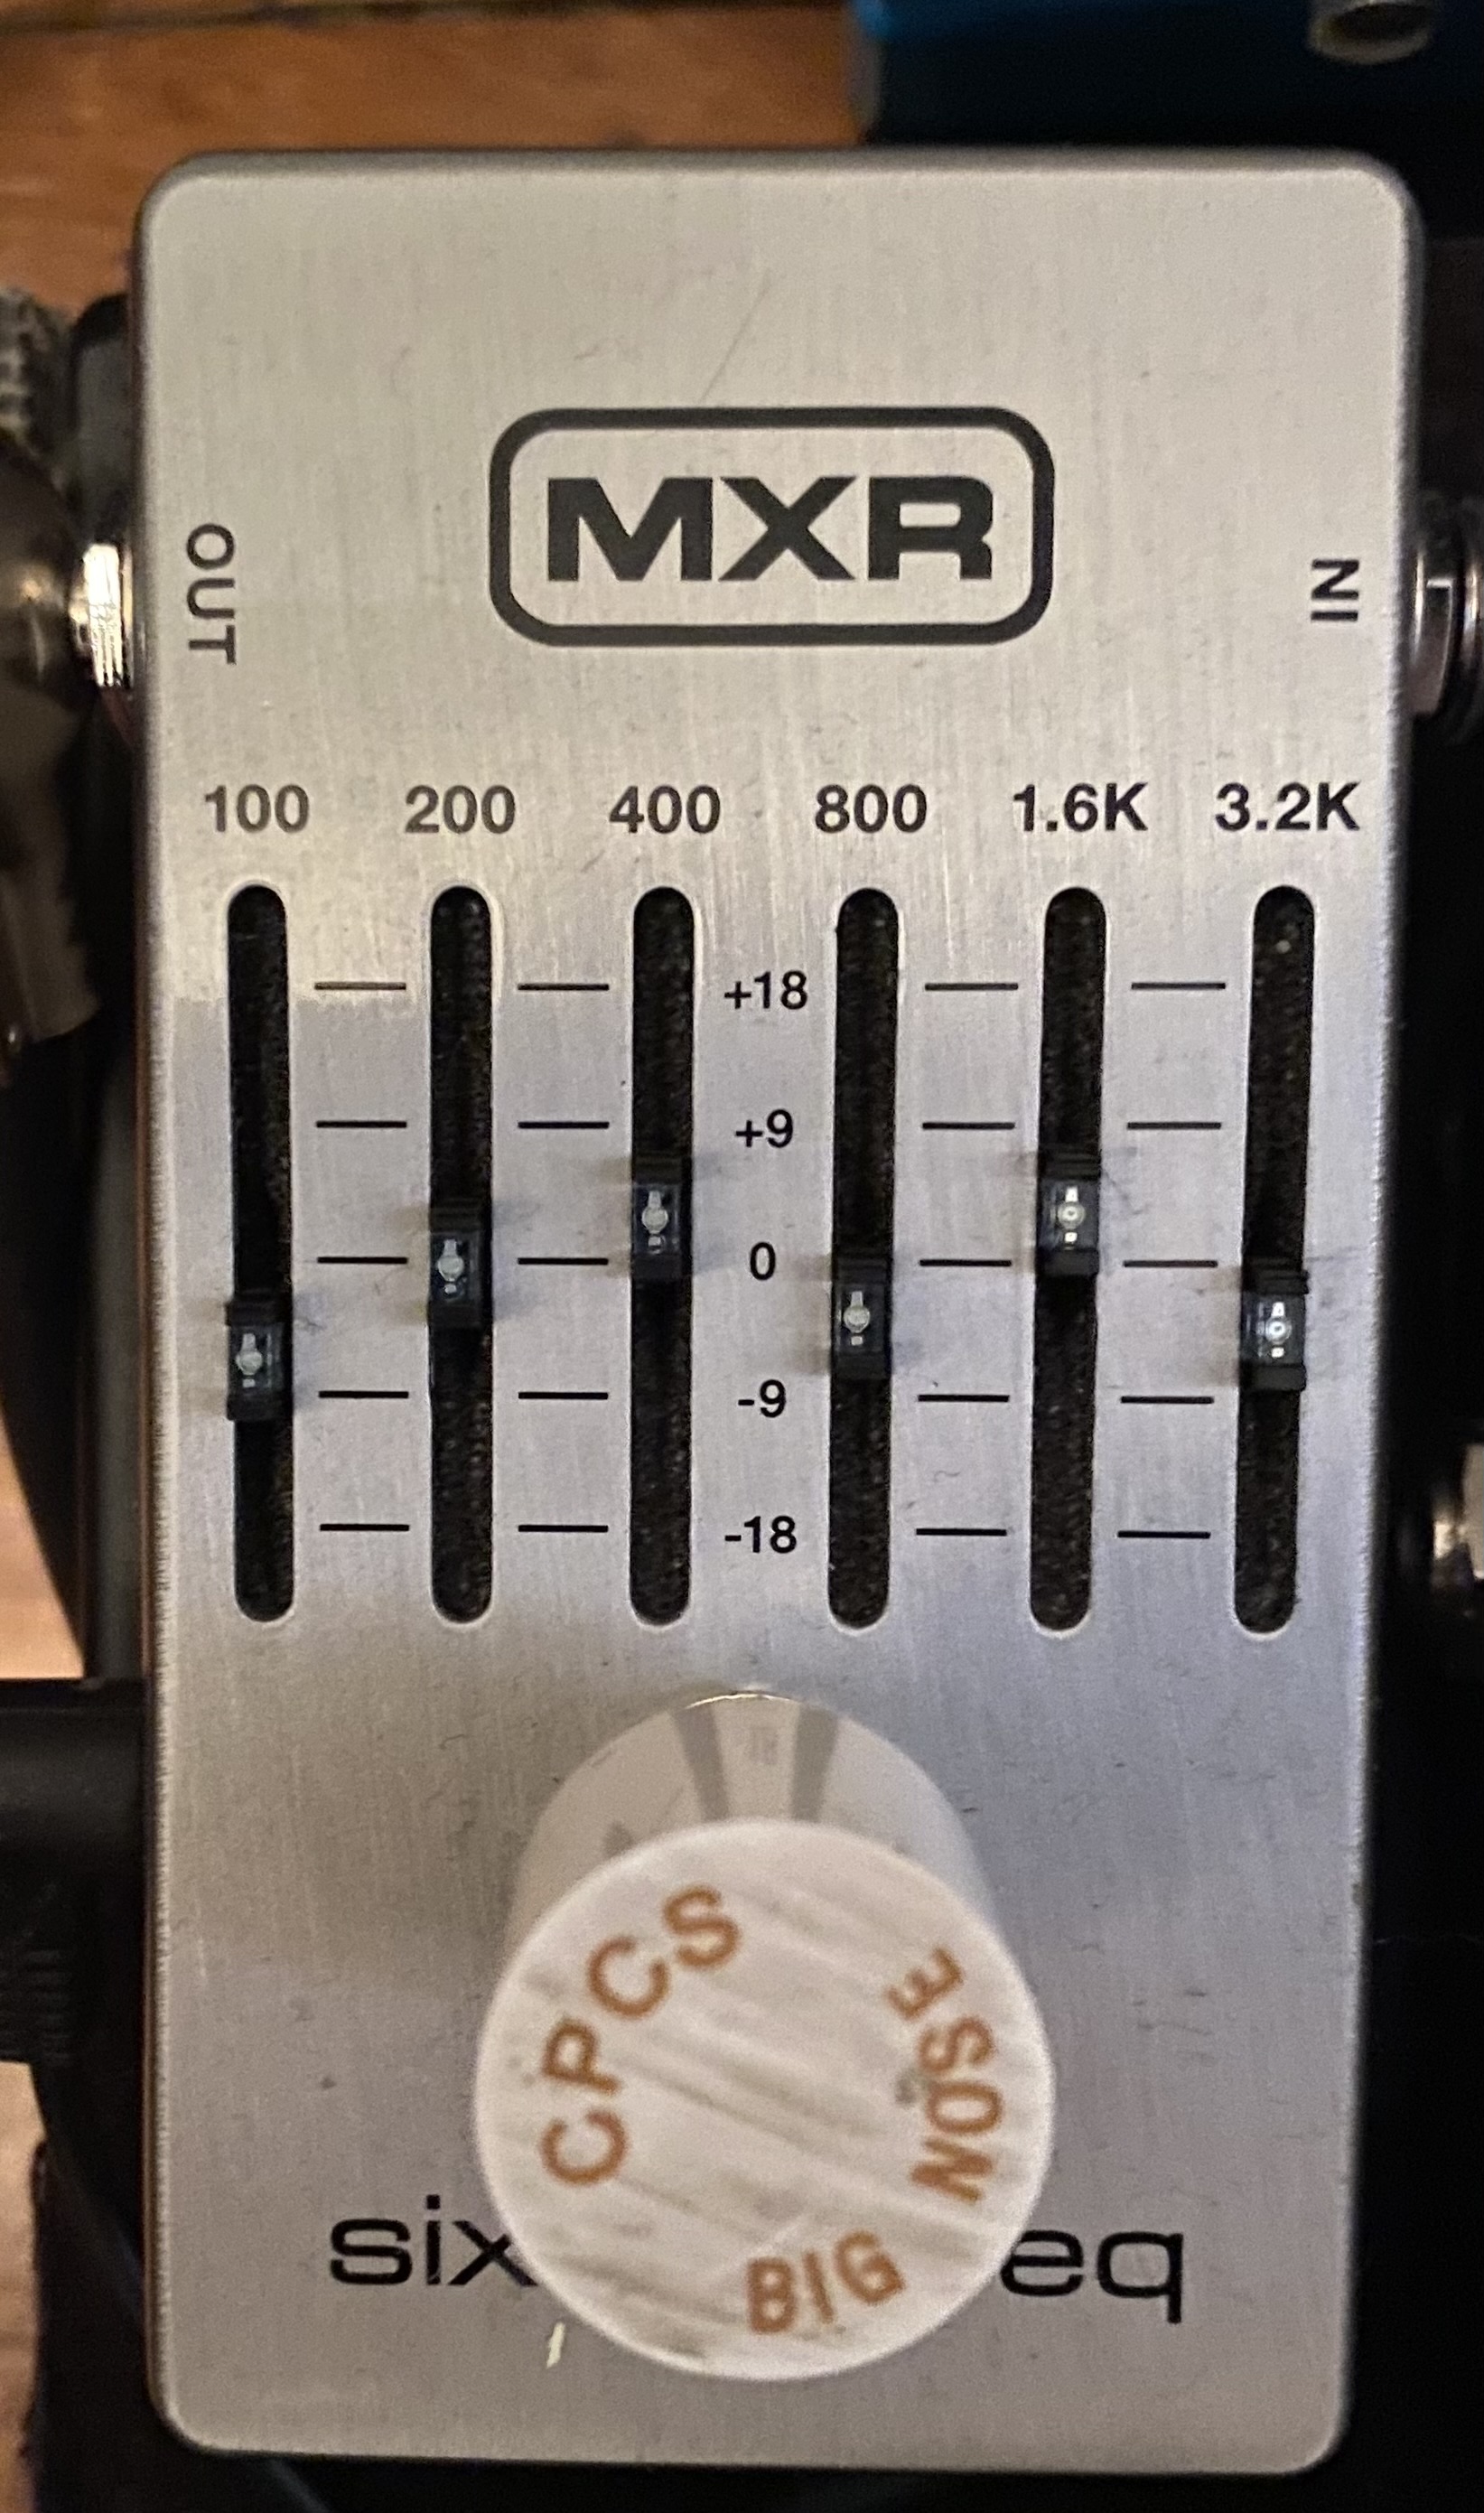 MXR
OUT
IN
100 200 400 800 1.6K 3.2K
+18
+9
0
-9
-18
CPCS
BIG NOSE
six eq